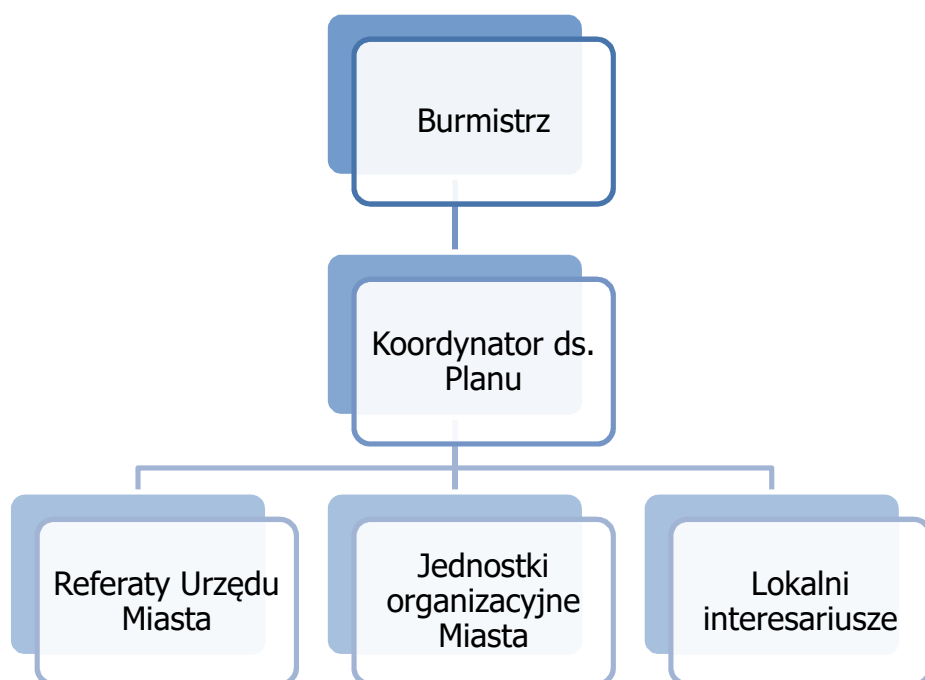 Burmistrz
Koordynator ds.
Planu
Referaty Urzędu
Miasta
Jednostki
organizacyjne
Miasta
Lokalni
interesariusze